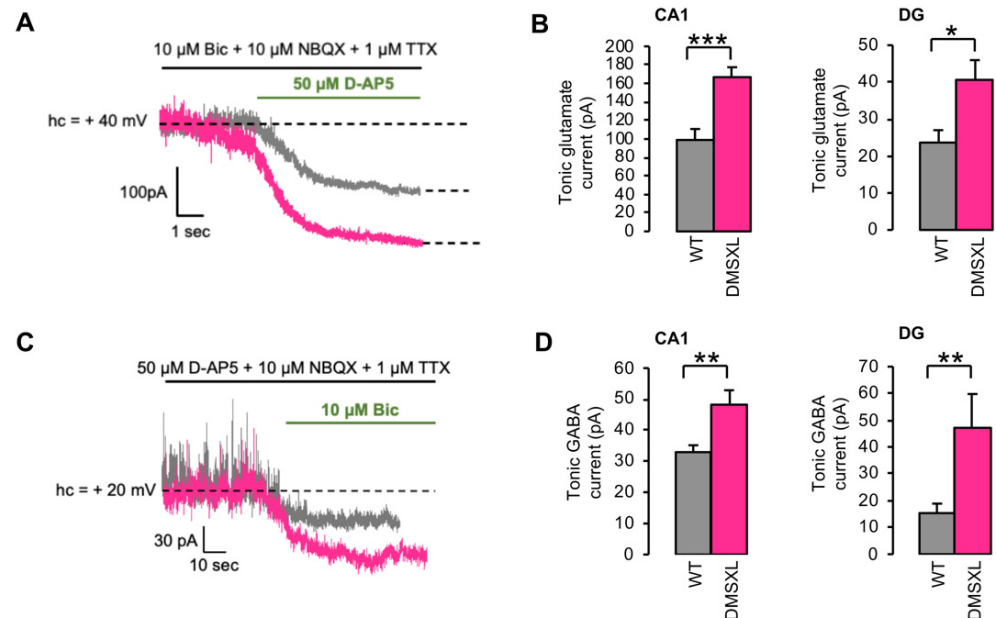 A
10 µM Bic + 10 µM NBQX + 1 µM TTX
50 µM D-AP5
hc = + 40 mV
100pA
1 sec
B
CA1
***
Tonic glutamate
current (pA)
200
180
160
140
120
100
80
60
40
20
0
WT
DMSXL
DG
*
Tonic glutamate
current (pA)
50
40
30
20
10
0
WT
DMSXL
C
50 µM D-AP5 + 10 µM NBQX + 1 µM TTX
10 µM Bic
hc = + 20 mV
30 pA
10 sec
D
CA1
**
Tonic GABA
current (pA)
60
50
40
30
20
10
0
WT
DMSXL
DG
**
Tonic GABA
current (pA)
70
60
50
40
30
20
10
0
WT
DMSXL